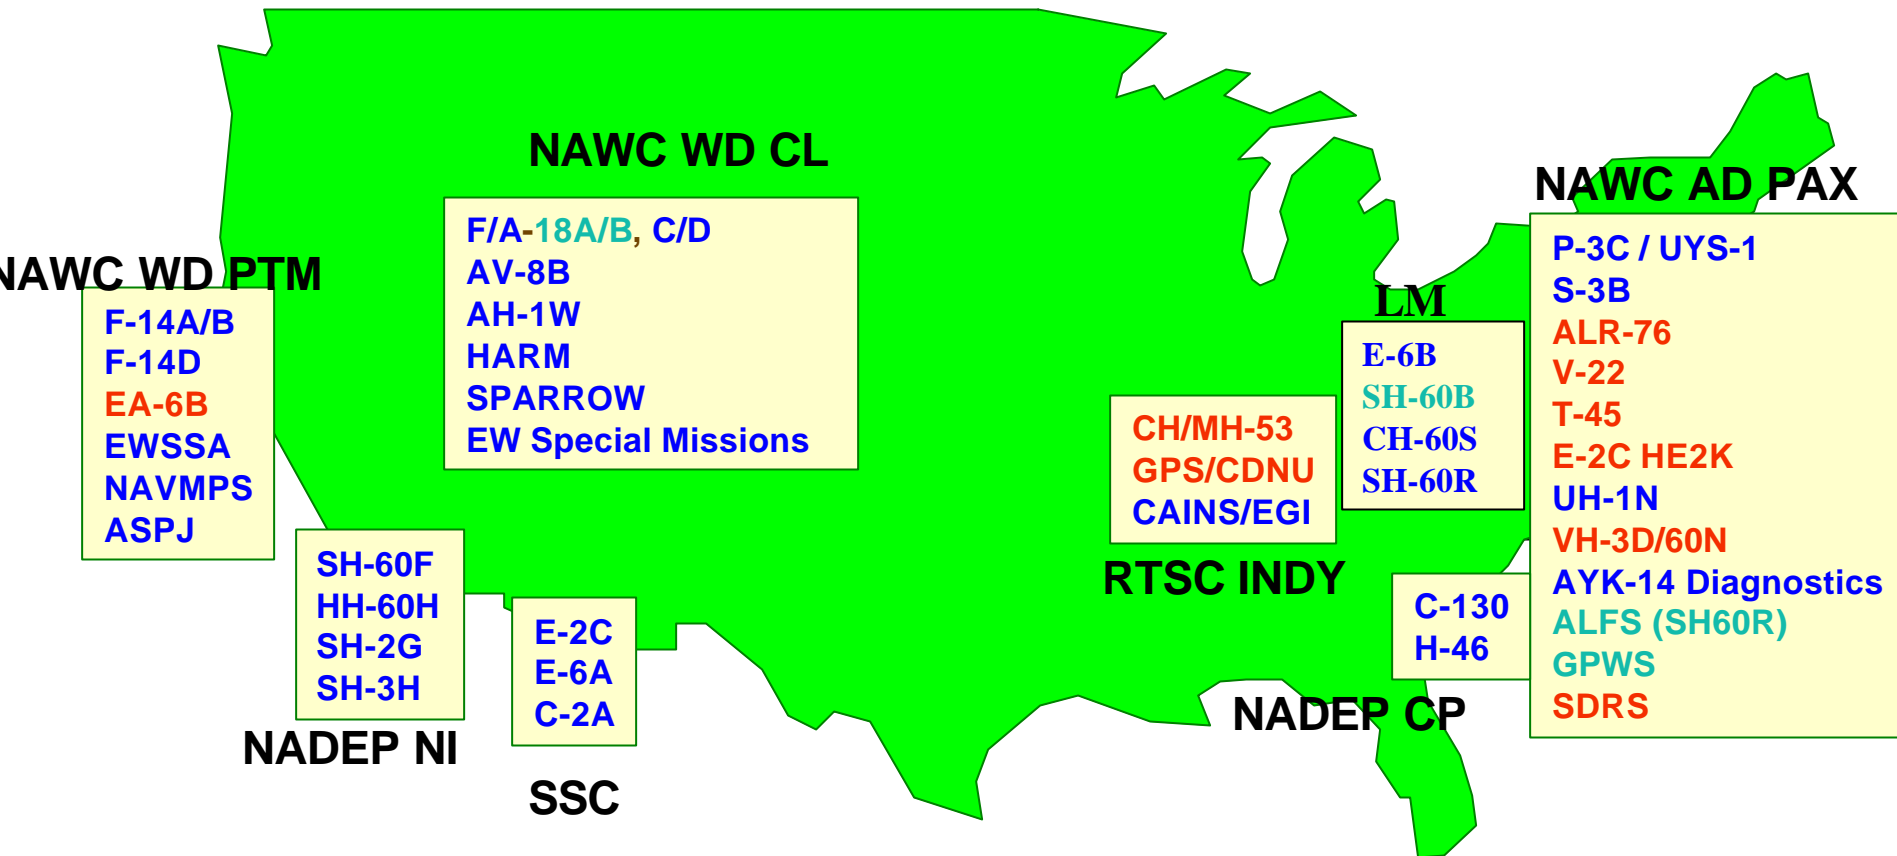 NAWC WD CL
F/A-18A/B, C/D
AV-8B
AH-1W
HARM
SPARROW
EW Special Missions
NAWC WD PTM
F-14A/B
F-14D
EA-6B
EWSSA
NAVMPS
ASPJ
SH-60F
HH-60H
SH-2G
SH-3H
NADEP NI
E-2C
E-6A
C-2A
SSC
CH/MH-53
GPS/CDNU
CAINS/EGI
RTSC INDY
LM
E-6B
SH-60B
CH-60S
SH-60R
C-130
H-46
NADEP CP
NAWC AD PAX
P-3C / UYS-1
S-3B
ALR-76
V-22
T-45
E-2C HE2K
UH-1N
VH-3D/60N
AYK-14 Diagnostics
ALFS (SH60R)
GPWS
SDRS